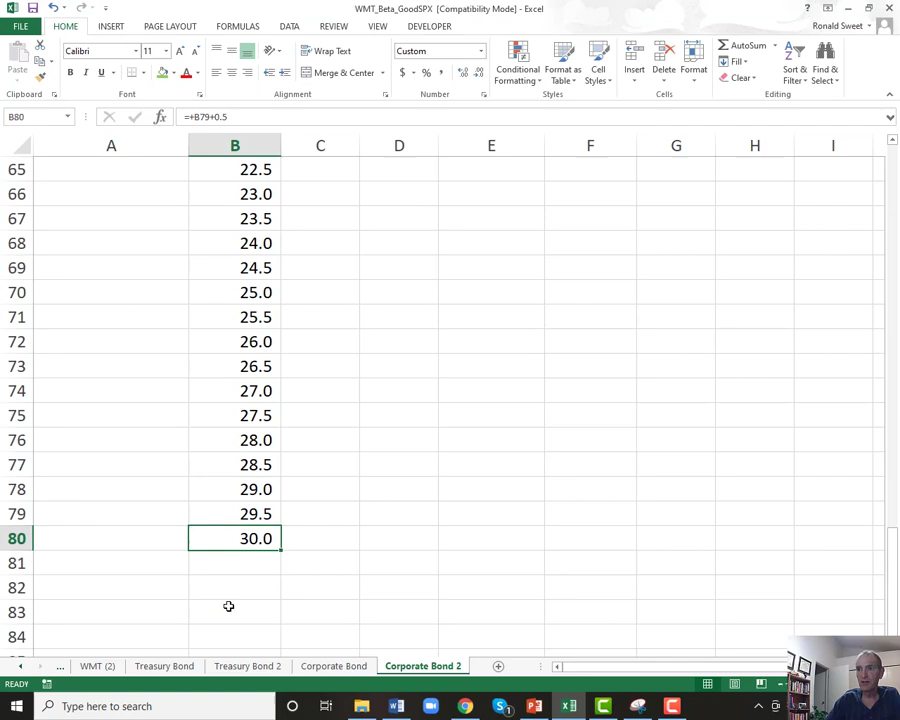 WMT_Beta_GoodSPX [Compatibility Mode] - Excel
FILE HOME INSERT PAGE LAYOUT FORMULAS DATA REVIEW VIEW DEVELOPER Ronald Sweet
Paste Calibri 11 Wrap Text Custom Conditional Formatting Format as Table Cell Styles Insert Delete Format AutoSum Sort & Filter Find & Select
B I U Merge & Center $ % Fill
Clear
Clipboard Font Alignment Number Styles Cells Editing
B80 fx =+B79+0.5
A B C D E F G H I
65 22.5
66 23.0
67 23.5
68 24.0
69 24.5
70 25.0
71 25.5
72 26.0
73 26.5
74 27.0
75 27.5
76 28.0
77 28.5
78 29.0
79 29.5
80 30.0
81
82
83
84
... WMT (2) Treasury Bond Treasury Bond 2 Corporate Bond Corporate Bond 2
READY
Type here to search